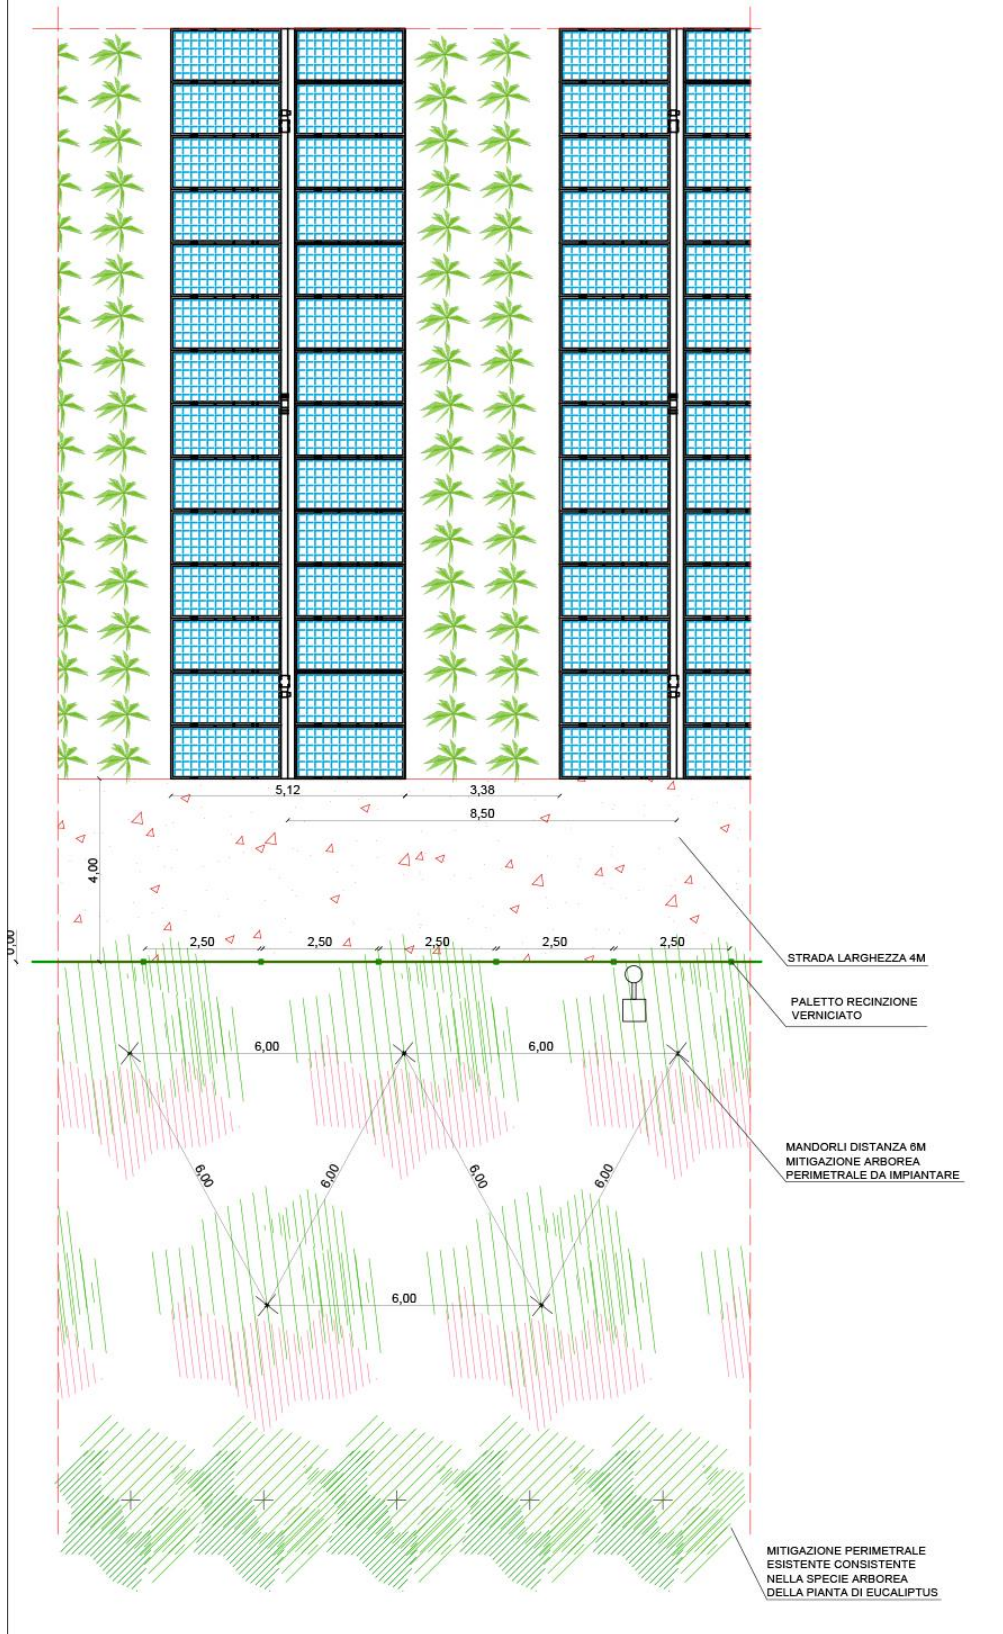 5,12
3,38
8,50
4,00
2,50
2,50
2,50
2,50
2,50
STRADA LARGHEZZA 4M
PALETTO RECINZIONE
VERNICIATO
6,00
6,00
MANDORLI DISTANZA 6M
MITIGAZIONE ARBOREA
PERIMETRALE DA IMPIANTARE
6,00
6,00
6,00
6,00
6,00
MITIGAZIONE PERIMETRALE
ESISTENTE CONSISTENTE
NELLA SPECIE ARBOREA
DELLA PIANTA DI EUCALIPTUS